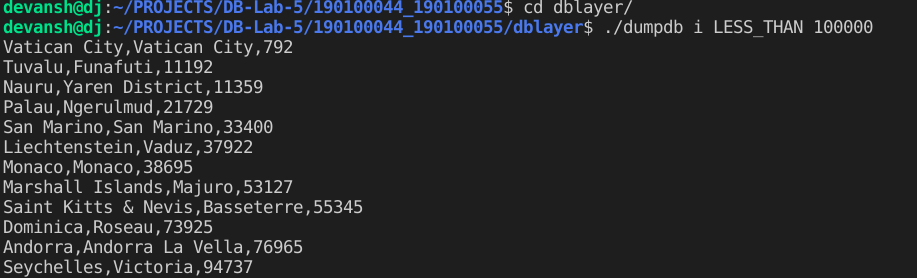 devansh@dj:~/PROJECTS/DB-Lab-5/190100044_190100055$ cd dblayer/
devansh@dj:~/PROJECTS/DB-Lab-5/190100044_190100055/dblayer$ ./dumpdb i LESS_THAN 100000
Vatican City,Vatican City,792
Tuvalu,Funafuti,11192
Nauru,Yaren District,11359
Palau,Ngerulmud,21729
San Marino,San Marino,33400
Liechtenstein,Vaduz,37922
Monaco,Monaco,38695
Marshall Islands,Majuro,53127
Saint Kitts & Nevis,Basseterre,55345
Dominica,Roseau,73925
Andorra,Andorra La Vella,76965
Seychelles,Victoria,94737